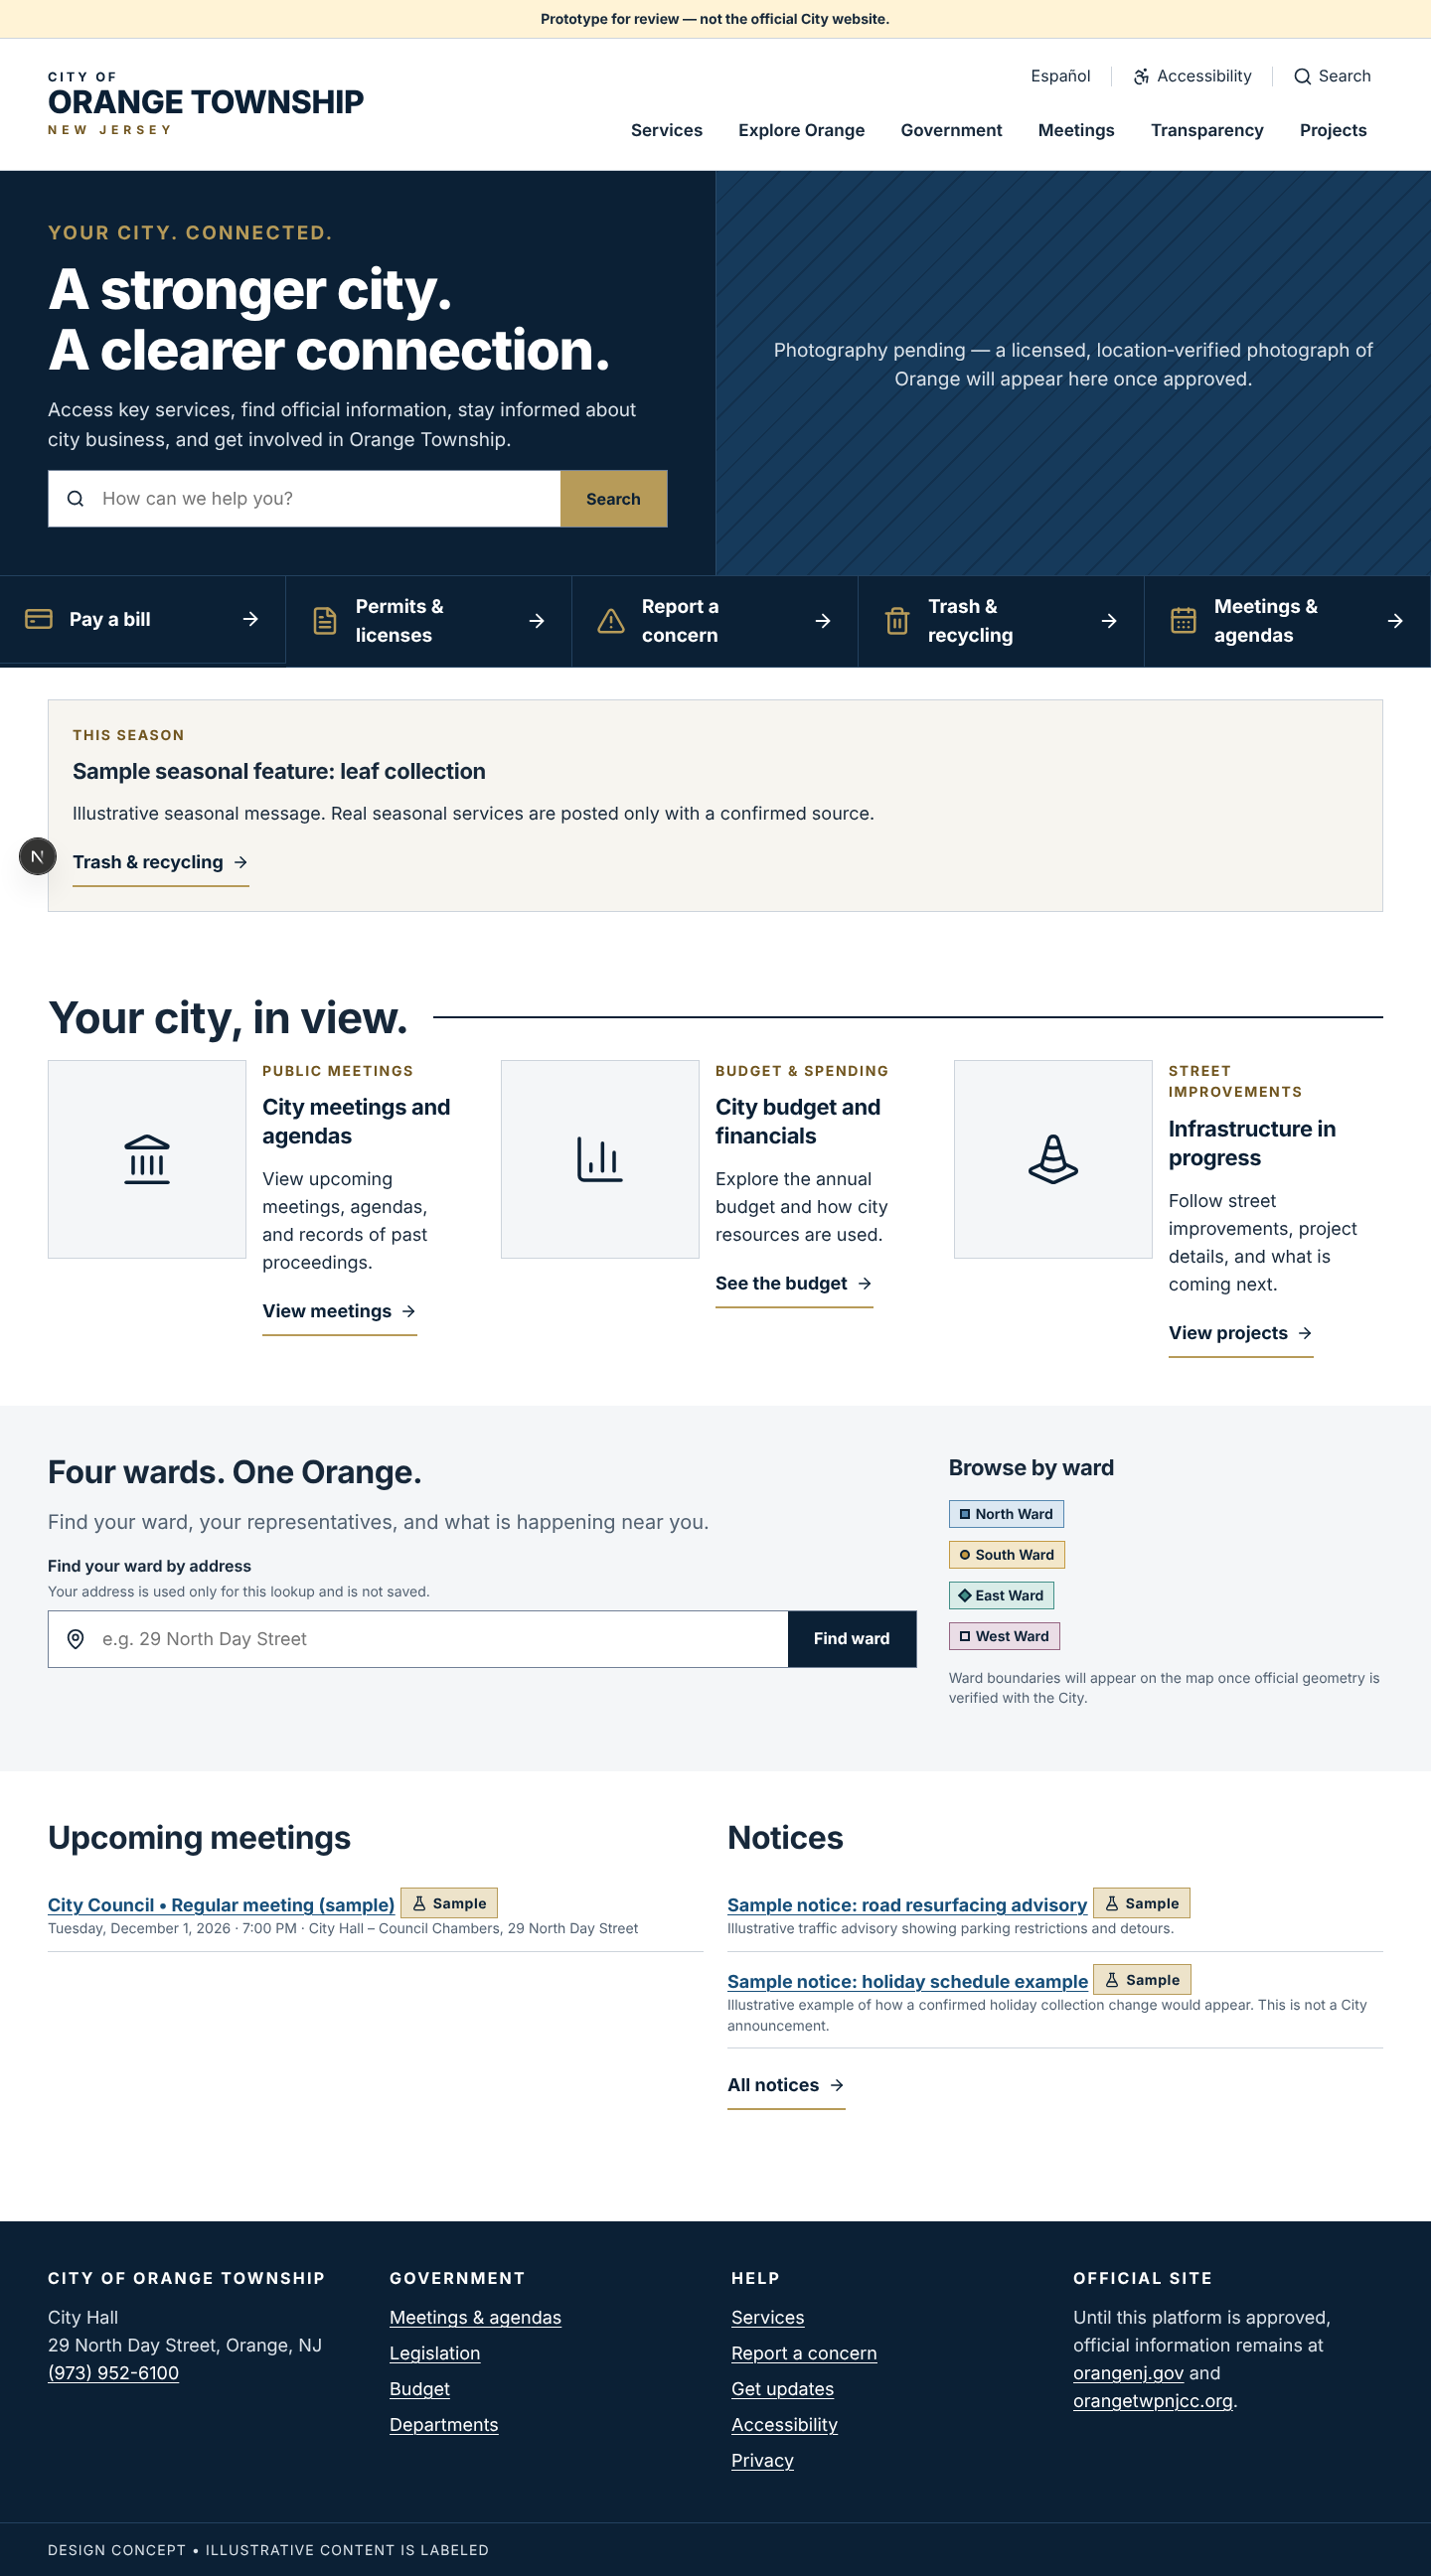 Prototype for review — not the official City website.
CITY OF
ORANGE TOWNSHIP
NEW JERSEY
Español
Accessibility
Search
Services
Explore Orange
Government
Meetings
Transparency
Projects
YOUR CITY. CONNECTED.
A stronger city.
A clearer connection.
Access key services, find official information, stay informed about
city business, and get involved in Orange Township.
How can we help you?
Search
Photography pending — a licensed, location-verified photograph of
Orange will appear here once approved.
Pay a bill
Permits &
licenses
Report a
concern
Trash &
recycling
Meetings &
agendas
THIS SEASON
Sample seasonal feature: leaf collection
Illustrative seasonal message. Real seasonal services are posted only with a confirmed source.
Trash & recycling
N
Your city, in view.
PUBLIC MEETINGS
City meetings and
agendas
View upcoming
meetings, agendas,
and records of past
proceedings.
View meetings
BUDGET & SPENDING
City budget and
financials
Explore the annual
budget and how city
resources are used.
See the budget
STREET
IMPROVEMENTS
Infrastructure in
progress
Follow street
improvements, project
details, and what is
coming next.
View projects
Four wards. One Orange.
Find your ward, your representatives, and what is happening near you.
Find your ward by address
Your address is used only for this lookup and is not saved.
e.g. 29 North Day Street
Find ward
Browse by ward
North Ward
South Ward
East Ward
West Ward
Ward boundaries will appear on the map once official geometry is
verified with the City.
Upcoming meetings
City Council • Regular meeting (sample) Sample
Tuesday, December 1, 2026 · 7:00 PM · City Hall – Council Chambers, 29 North Day Street
Notices
Sample notice: road resurfacing advisory Sample
Illustrative traffic advisory showing parking restrictions and detours.
Sample notice: holiday schedule example Sample
Illustrative example of how a confirmed holiday collection change would appear. This is not a City
announcement.
All notices
CITY OF ORANGE TOWNSHIP
City Hall
29 North Day Street, Orange, NJ
(973) 952-6100
GOVERNMENT
Meetings & agendas
Legislation
Budget
Departments
HELP
Services
Report a concern
Get updates
Accessibility
Privacy
OFFICIAL SITE
Until this platform is approved,
official information remains at
orangenj.gov and
orangetwpnjcc.org.
DESIGN CONCEPT • ILLUSTRATIVE CONTENT IS LABELED